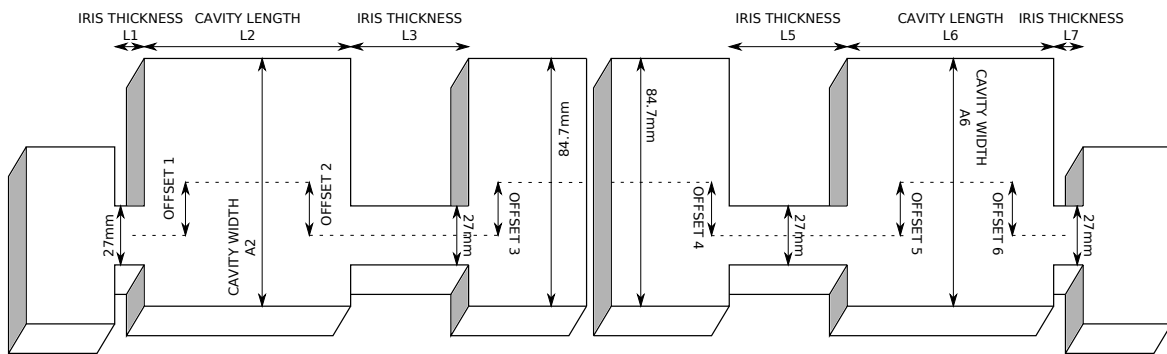 IRIS THICKNESS
L1
CAVITY LENGTH
L2
IRIS THICKNESS
L3
IRIS THICKNESS
L5
CAVITY LENGTH
L6
IRIS THICKNESS
L7
27mm
OFFSET 1
CAVITY WIDTH
A2
OFFSET 2
27mm
OFFSET 3
84.7mm
84.7mm
OFFSET 4
27mm
OFFSET 5
CAVITY WIDTH
A6
OFFSET 6
27mm